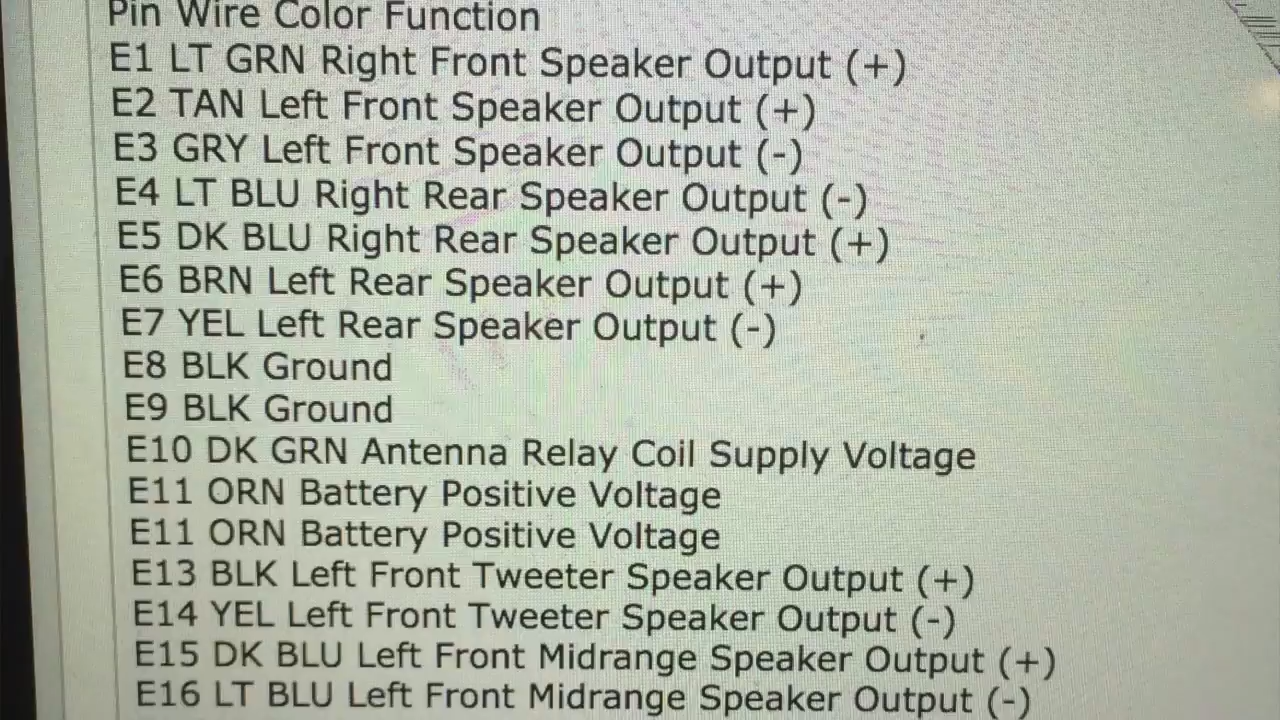 Pin Wire Color Function
E1 LT GRN Right Front Speaker Output (+)
E2 TAN Left Front Speaker Output (+)
E3 GRY Left Front Speaker Output (-)
E4 LT BLU Right Rear Speaker Output (-)
E5 DK BLU Right Rear Speaker Output (+)
E6 BRN Left Rear Speaker Output (+)
E7 YEL Left Rear Speaker Output (-)
E8 BLK Ground
E9 BLK Ground
E10 DK GRN Antenna Relay Coil Supply Voltage
E11 ORN Battery Positive Voltage
E11 ORN Battery Positive Voltage
E13 BLK Left Front Tweeter Speaker Output (+)
E14 YEL Left Front Tweeter Speaker Output (-)
E15 DK BLU Left Front Midrange Speaker Output (+)
E16 LT BLU Left Front Midrange Speaker Output (-)